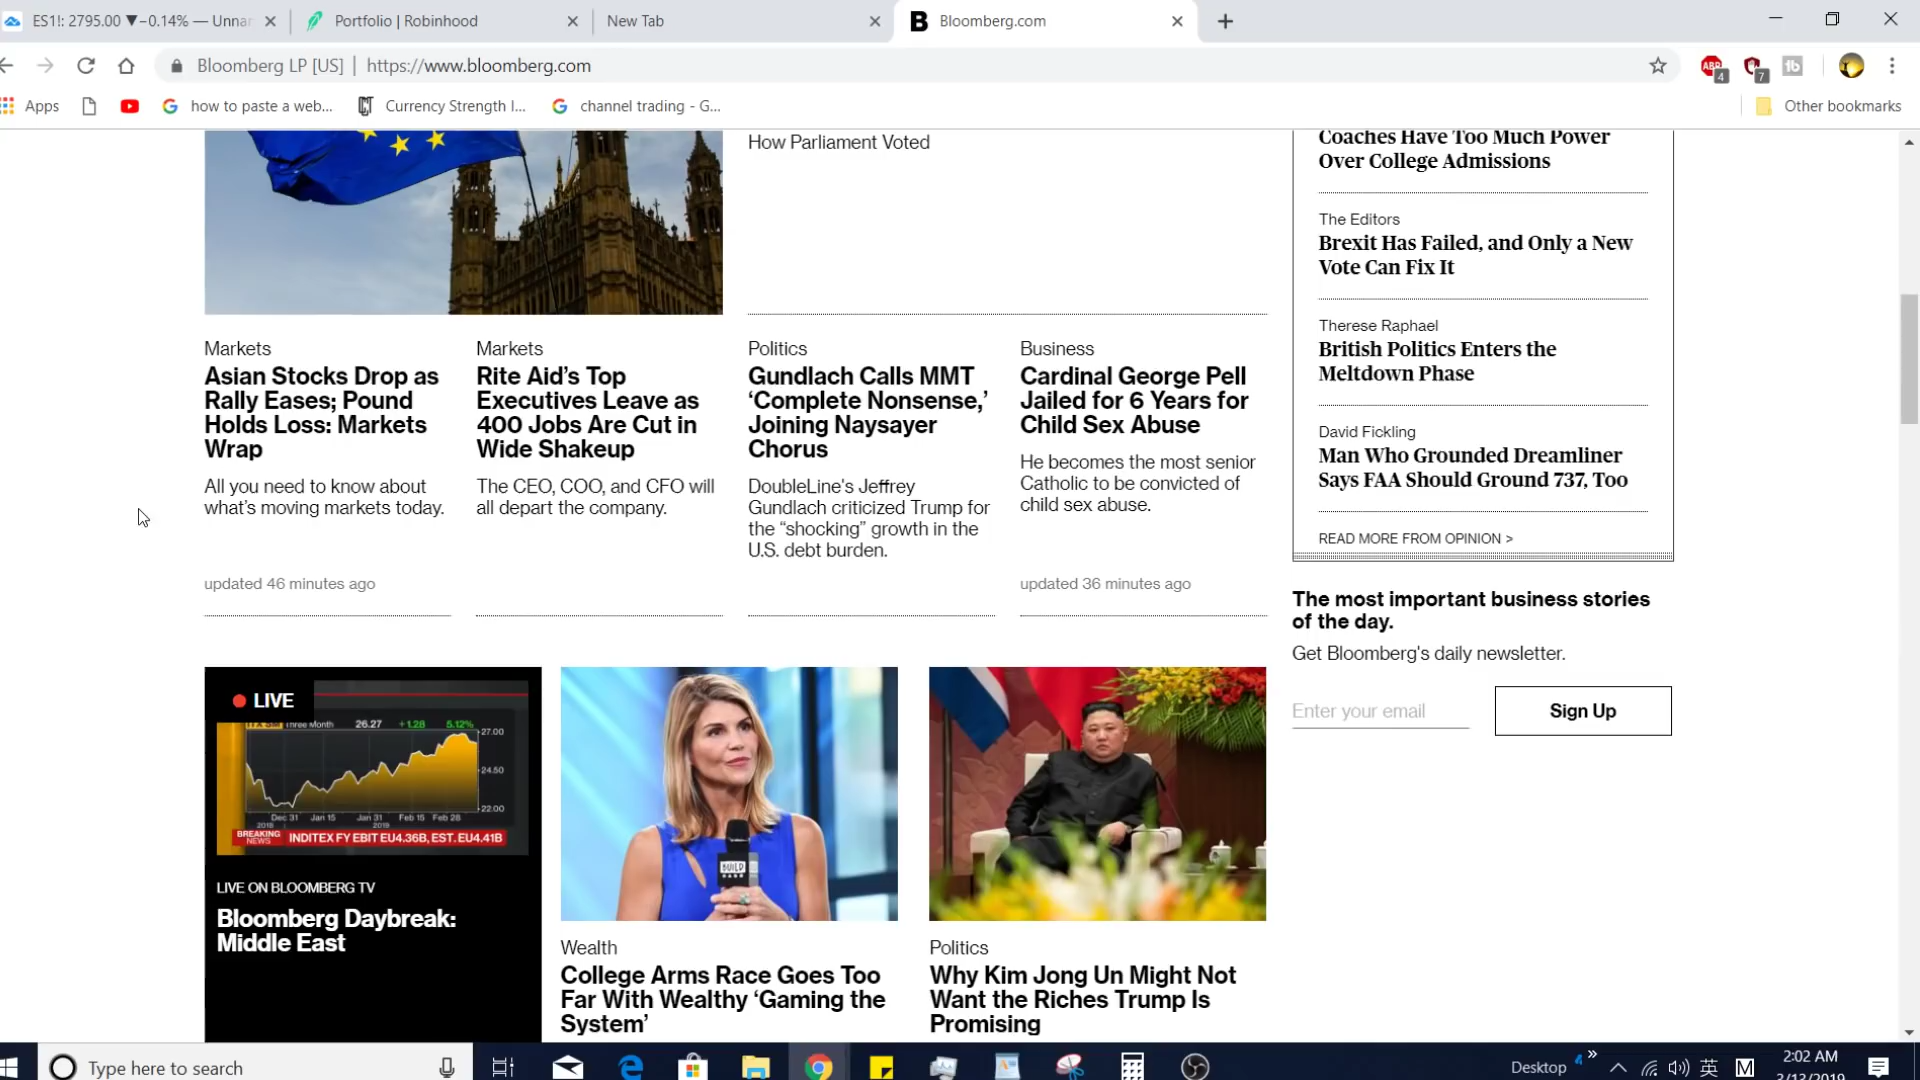 ES1!: 2795.00 ▼−0.14% — Unnar
Portfolio | Robinhood
New Tab
Bloomberg.com
Bloomberg LP [US] | https://www.bloomberg.com
ABP
4
7
Apps
how to paste a web...
Currency Strength I...
channel trading - G...
Other bookmarks
How Parliament Voted
Coaches Have Too Much Power
Over College Admissions
The Editors
Brexit Has Failed, and Only a New
Vote Can Fix It
Therese Raphael
British Politics Enters the
Meltdown Phase
David Fickling
Man Who Grounded Dreamliner
Says FAA Should Ground 737, Too
READ MORE FROM OPINION >
Markets
Asian Stocks Drop as
Rally Eases; Pound
Holds Loss: Markets
Wrap
All you need to know about
what's moving markets today.
updated 46 minutes ago
Markets
Rite Aid's Top
Executives Leave as
400 Jobs Are Cut in
Wide Shakeup
The CEO, COO, and CFO will
all depart the company.
Politics
Gundlach Calls MMT
‘Complete Nonsense,’
Joining Naysayer
Chorus
DoubleLine's Jeffrey
Gundlach criticized Trump for
the “shocking” growth in the
U.S. debt burden.
Business
Cardinal George Pell
Jailed for 6 Years for
Child Sex Abuse
He becomes the most senior
Catholic to be convicted of
child sex abuse.
updated 36 minutes ago
The most important business stories
of the day.
Get Bloomberg's daily newsletter.
Enter your email
Sign Up
LIVE
Three Month 26.27 +1.28 5.12%
27.00
24.50
22.00
Dec 31 Jan 15 Jan 31 Feb 15 Feb 28
2018 2019
BREAKING
NEWS
INDITEX FY EBIT EU4.36B, EST. EU4.41B
LIVE ON BLOOMBERG TV
Bloomberg Daybreak:
Middle East
BUILD
Wealth
College Arms Race Goes Too
Far With Wealthy ‘Gaming the
System’
Politics
Why Kim Jong Un Might Not
Want the Riches Trump Is
Promising
Type here to search
Desktop
英
M
2:02 AM
3/13/2019